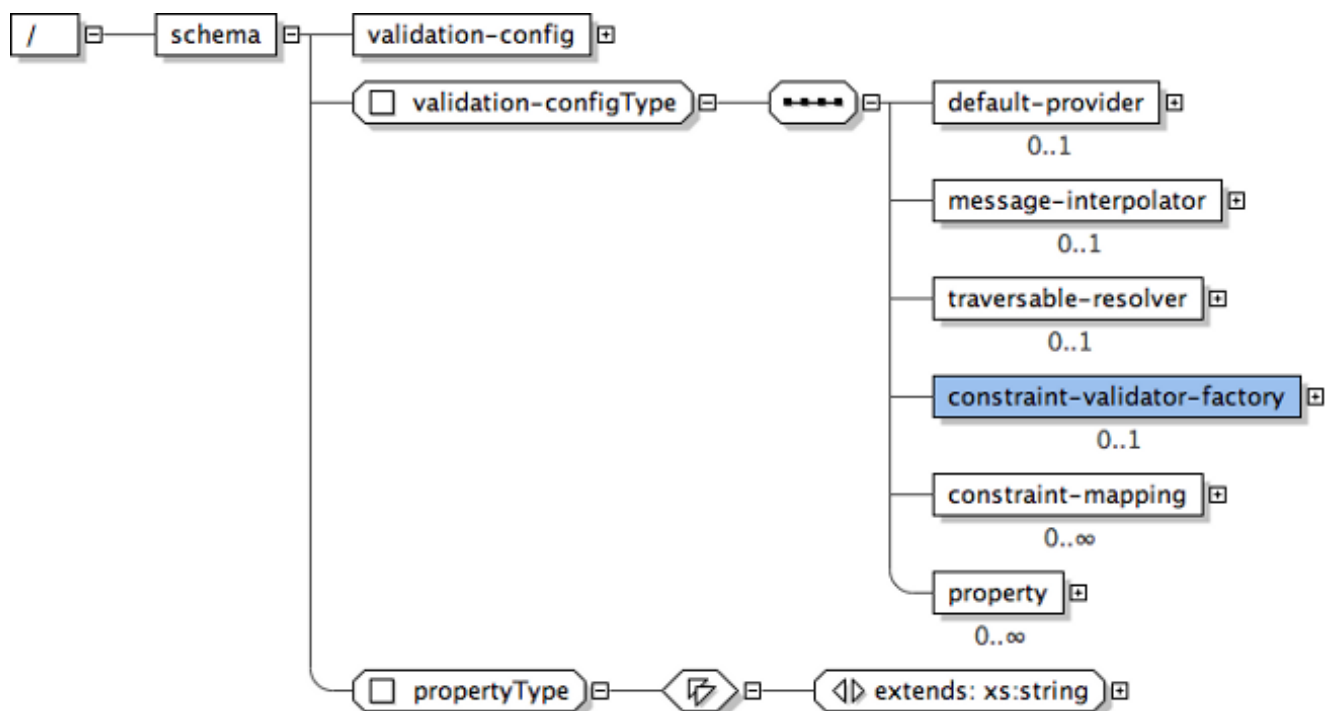 /
schema
validation-config
validation-configType
default-provider
0..1
message-interpolator
0..1
traversable-resolver
0..1
constraint-validator-factory
0..1
constraint-mapping
0..∞
property
0..∞
propertyType
extends: xs:string